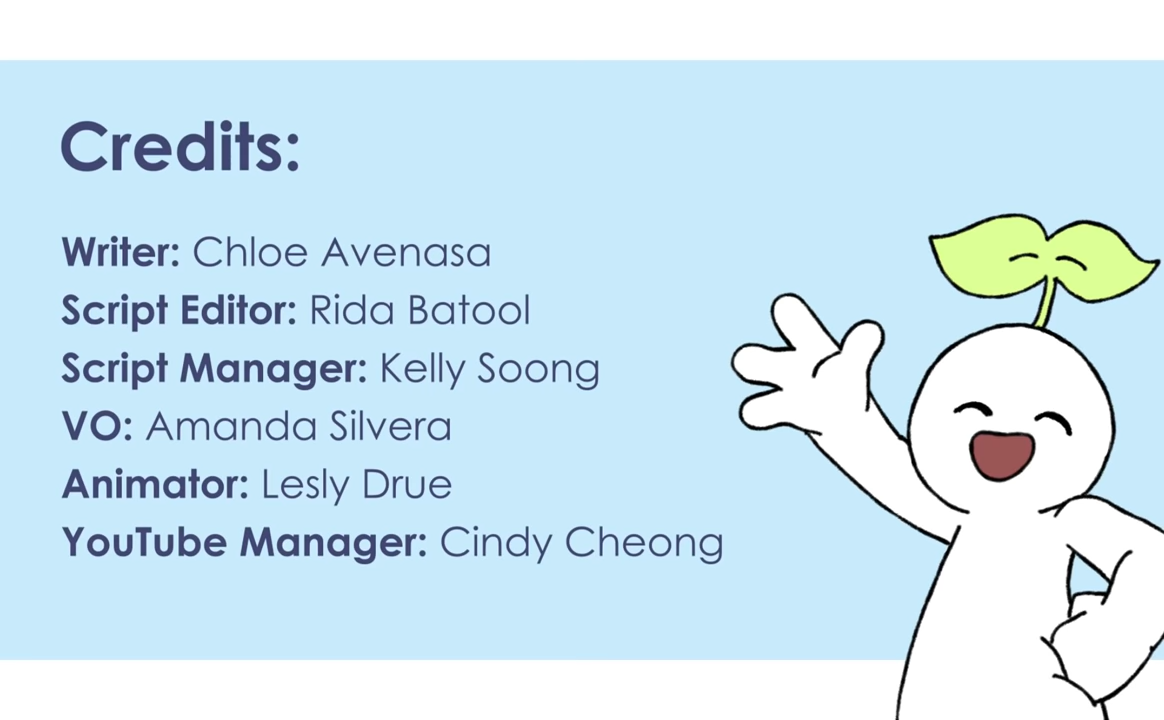 Credits:
Writer: Chloe Avenasa
Script Editor: Rida Batool
Script Manager: Kelly Soong
VO: Amanda Silvera
Animator: Lesly Drue
YouTube Manager: Cindy Cheong